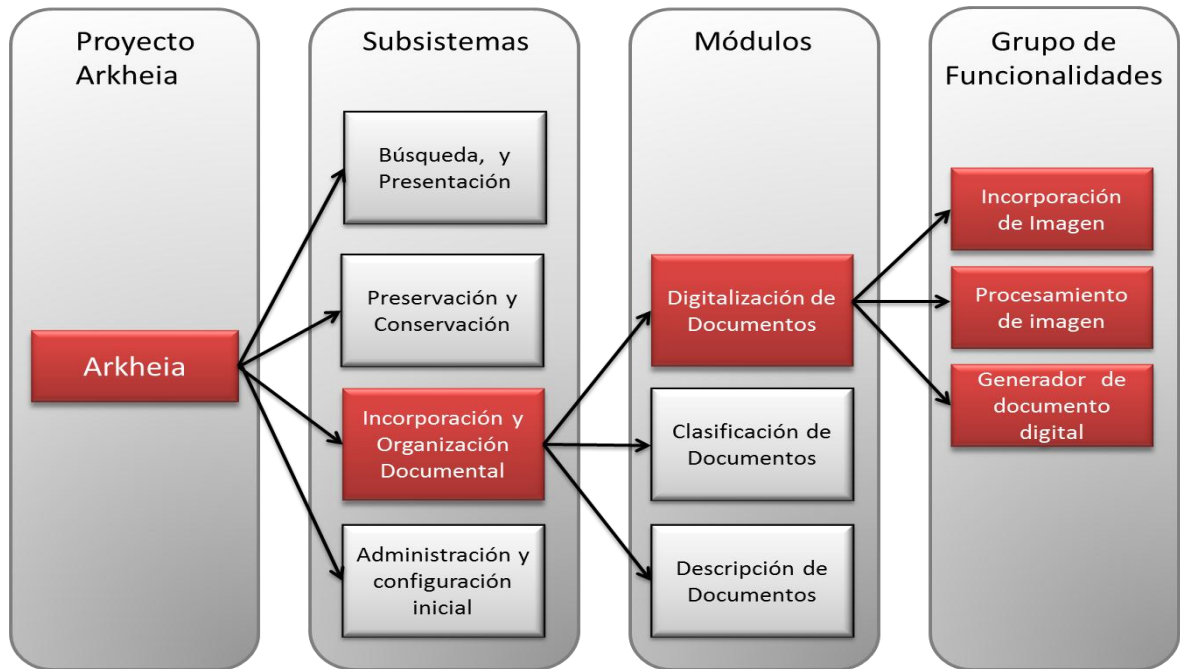 Proyecto
Arkheia
Arkheia
Subsistemas
Búsqueda, y
Presentación
Preservación y
Conservación
Incorporación y
Organización
Documental
Administración y
configuración
inicial
Módulos
Digitalización de
Documentos
Clasificación de
Documentos
Descripción de
Documentos
Grupo de
Funcionalidades
Incorporación
de Imagen
Procesamiento
de imagen
Generador de
documento
digital